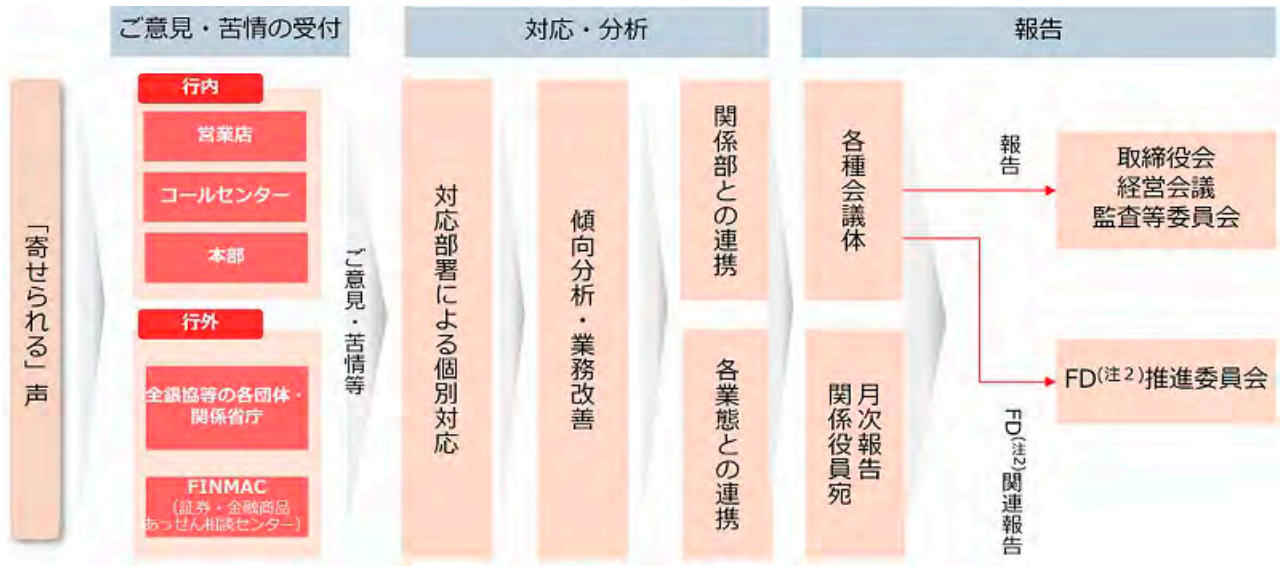 ご意見・苦情の受付
対応・分析
報告
「寄せられる」声
行内
営業店
コールセンター
本部
行外
全銀協等の各団体・
関係省庁
FINMAC
（証券・金融商品
あっせん相談センター）
ご意見・苦情等
対応部署による個別対応
傾向分析・業務改善
関係部との連携
各業態との連携
各種会議体
月次報告
関係役員宛
報告
取締役会
経営会議
監査等委員会
FD(注２)推進委員会
FD(注2)関連報告